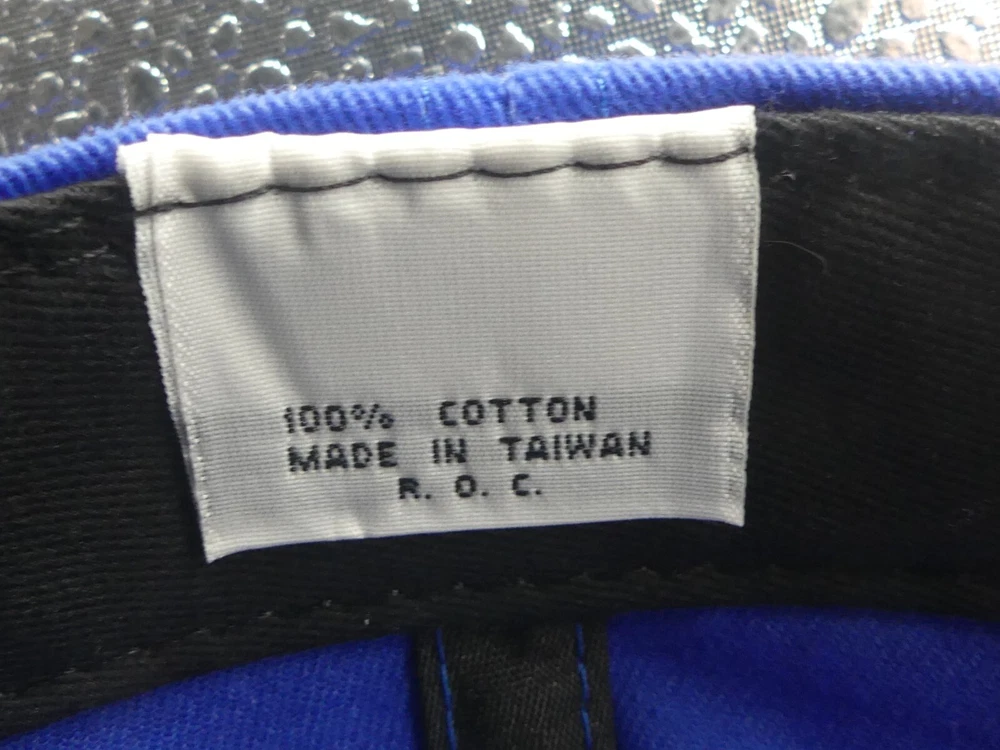 100% COTTON
MADE IN TAIWAN
R. O. C.